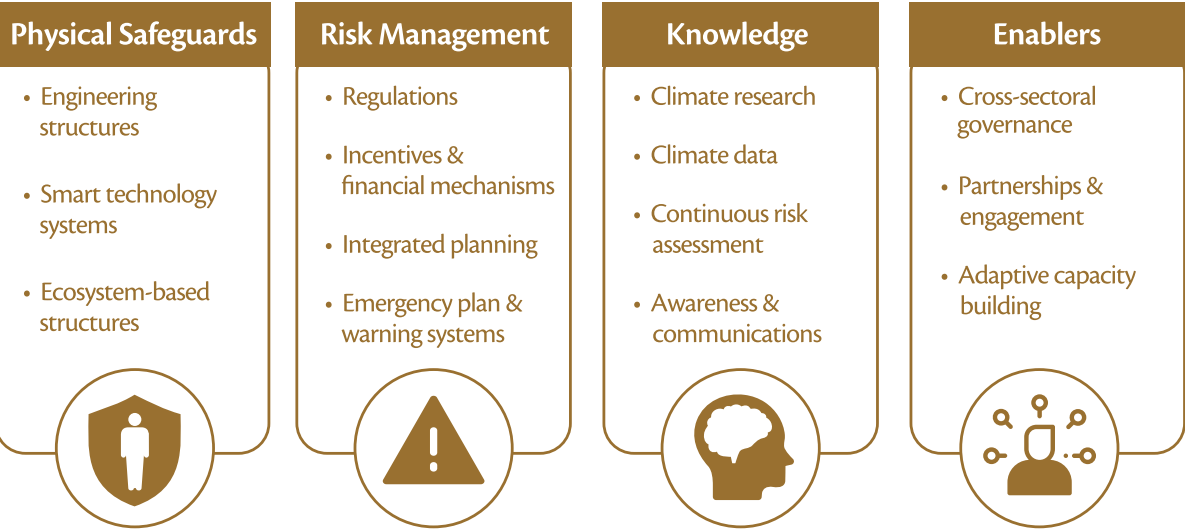 Physical Safeguards
• Engineering
structures
• Smart technology
systems
• Ecosystem-based
structures
Risk Management
• Regulations
• Incentives &
financial mechanisms
• Integrated planning
• Emergency plan &
warning systems
Knowledge
• Climate research
• Climate data
• Continuous risk
assessment
• Awareness &
communications
Enablers
• Cross-sectoral
governance
• Partnerships &
engagement
• Adaptive capacity
building